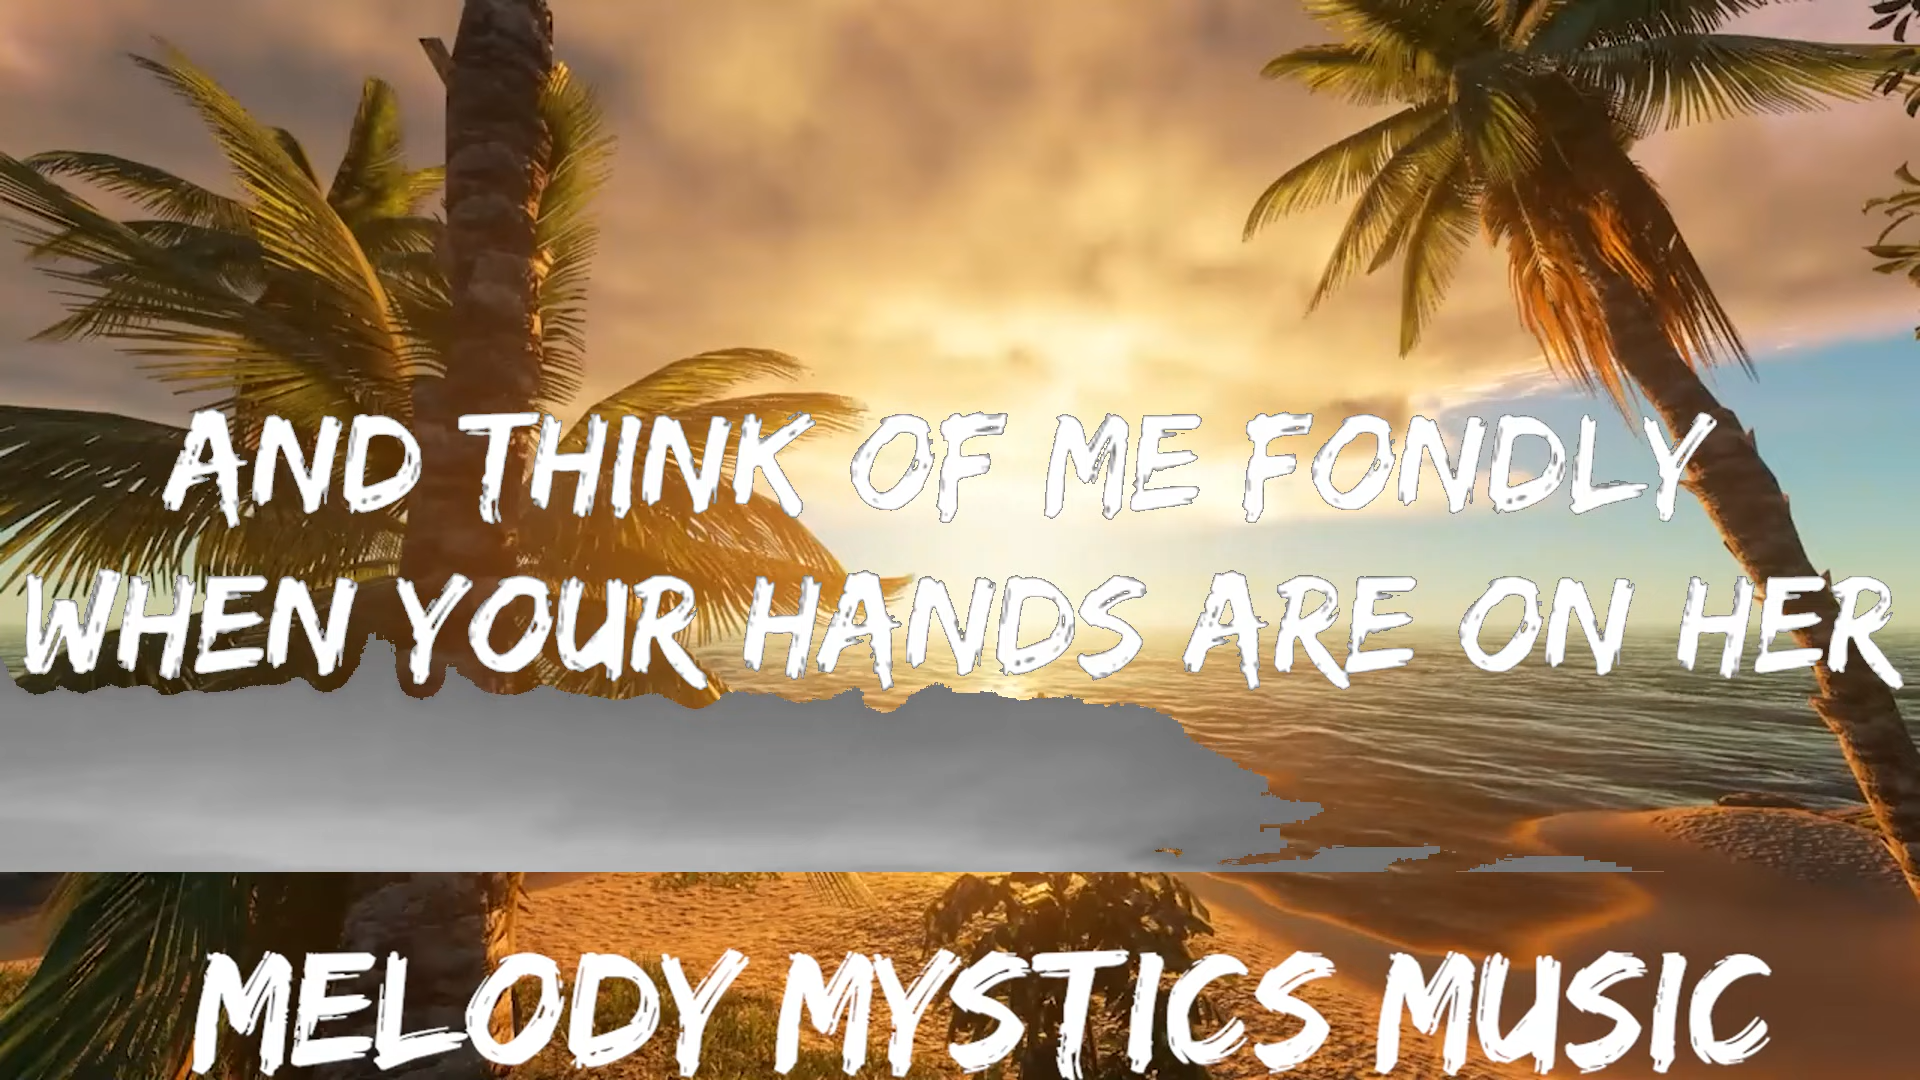 AND THINK OF ME FONDLY
WHEN YOUR HANDS ARE ON HER
MELODY MYSTICS MUSIC